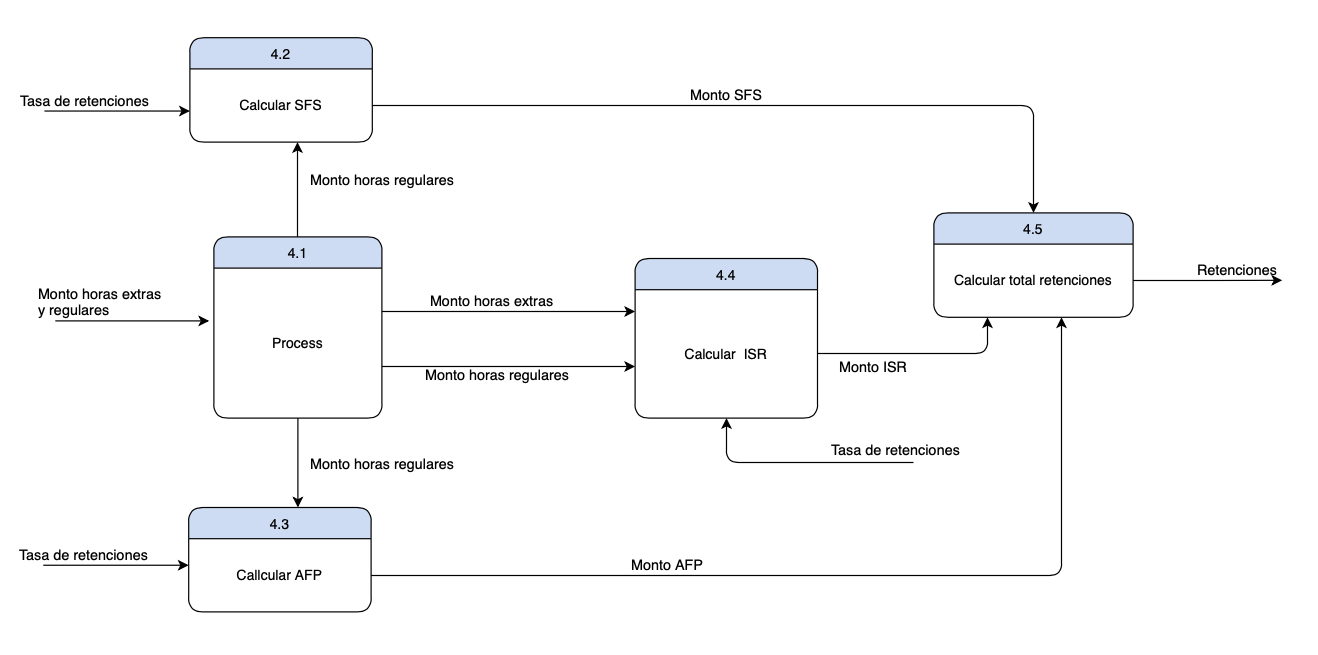 4.2
Tasa de retenciones
Calcular SFS
Monto SFS
Monto horas regulares
4.5
Calcular total retenciones
Retenciones
4.1
Monto horas extras
y regulares
Process
Monto horas extras
Monto horas regulares
4.4
Calcular ISR
Monto ISR
Tasa de retenciones
Monto horas regulares
4.3
Tasa de retenciones
Callcular AFP
Monto AFP